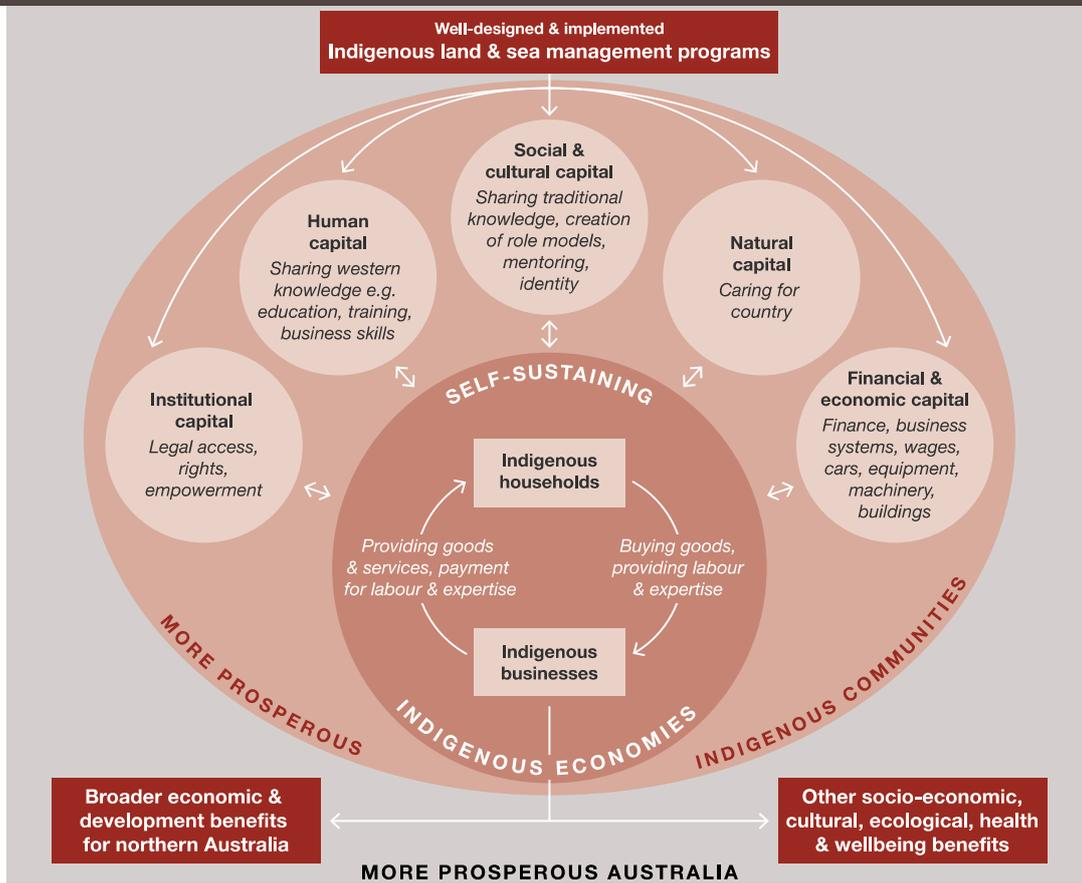 Well-designed & implemented
Indigenous land & sea management programs
Social &
cultural capital
Sharing traditional
knowledge, creation
of role models,
mentoring,
identity
Human
capital
Sharing western
knowledge e.g.
education, training,
business skills
Natural
capital
Caring for
country
Institutional
capital
Legal access,
rights,
empowerment
Financial &
economic capital
Finance, business
systems, wages,
cars, equipment,
machinery,
buildings
SELF-SUSTAINING
Indigenous
households
Providing goods
& services, payment
for labour & expertise
Buying goods,
providing labour
& expertise
Indigenous
businesses
INDIGENOUS ECONOMIES
MORE PROSPEROUS
INDIGENOUS COMMUNITIES
Broader economic &
development benefits
for northern Australia
Other socio-economic,
cultural, ecological, health
& wellbeing benefits
MORE PROSPEROUS AUSTRALIA